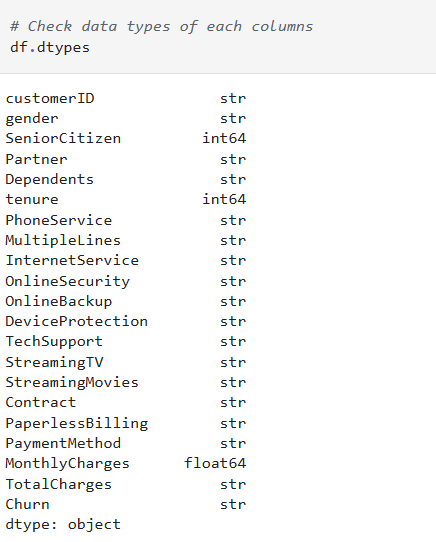 # Check data types of each columns
df.dtypes
customerID str
gender str
SeniorCitizen int64
Partner str
Dependents str
tenure int64
PhoneService str
MultipleLines str
InternetService str
OnlineSecurity str
OnlineBackup str
DeviceProtection str
TechSupport str
StreamingTV str
StreamingMovies str
Contract str
PaperlessBilling str
PaymentMethod str
MonthlyCharges float64
TotalCharges str
Churn str
dtype: object